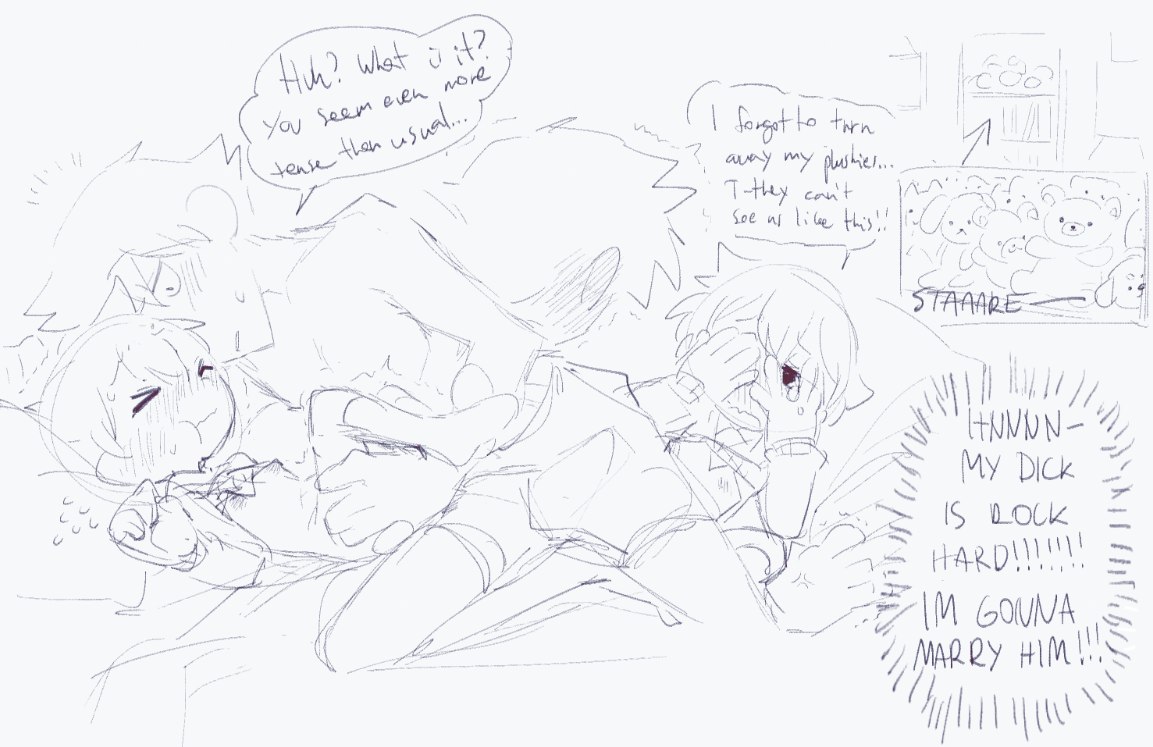 Huh? What is it?
you seem even more
tense then usual...
I forgot to turn
away my plushies...
T-they can't
see us like this!!
STAAARE
HNNNN-
MY DICK
IS ROCK
HARD!!!!!!!
IM GONNA
MARRY HIM!!!